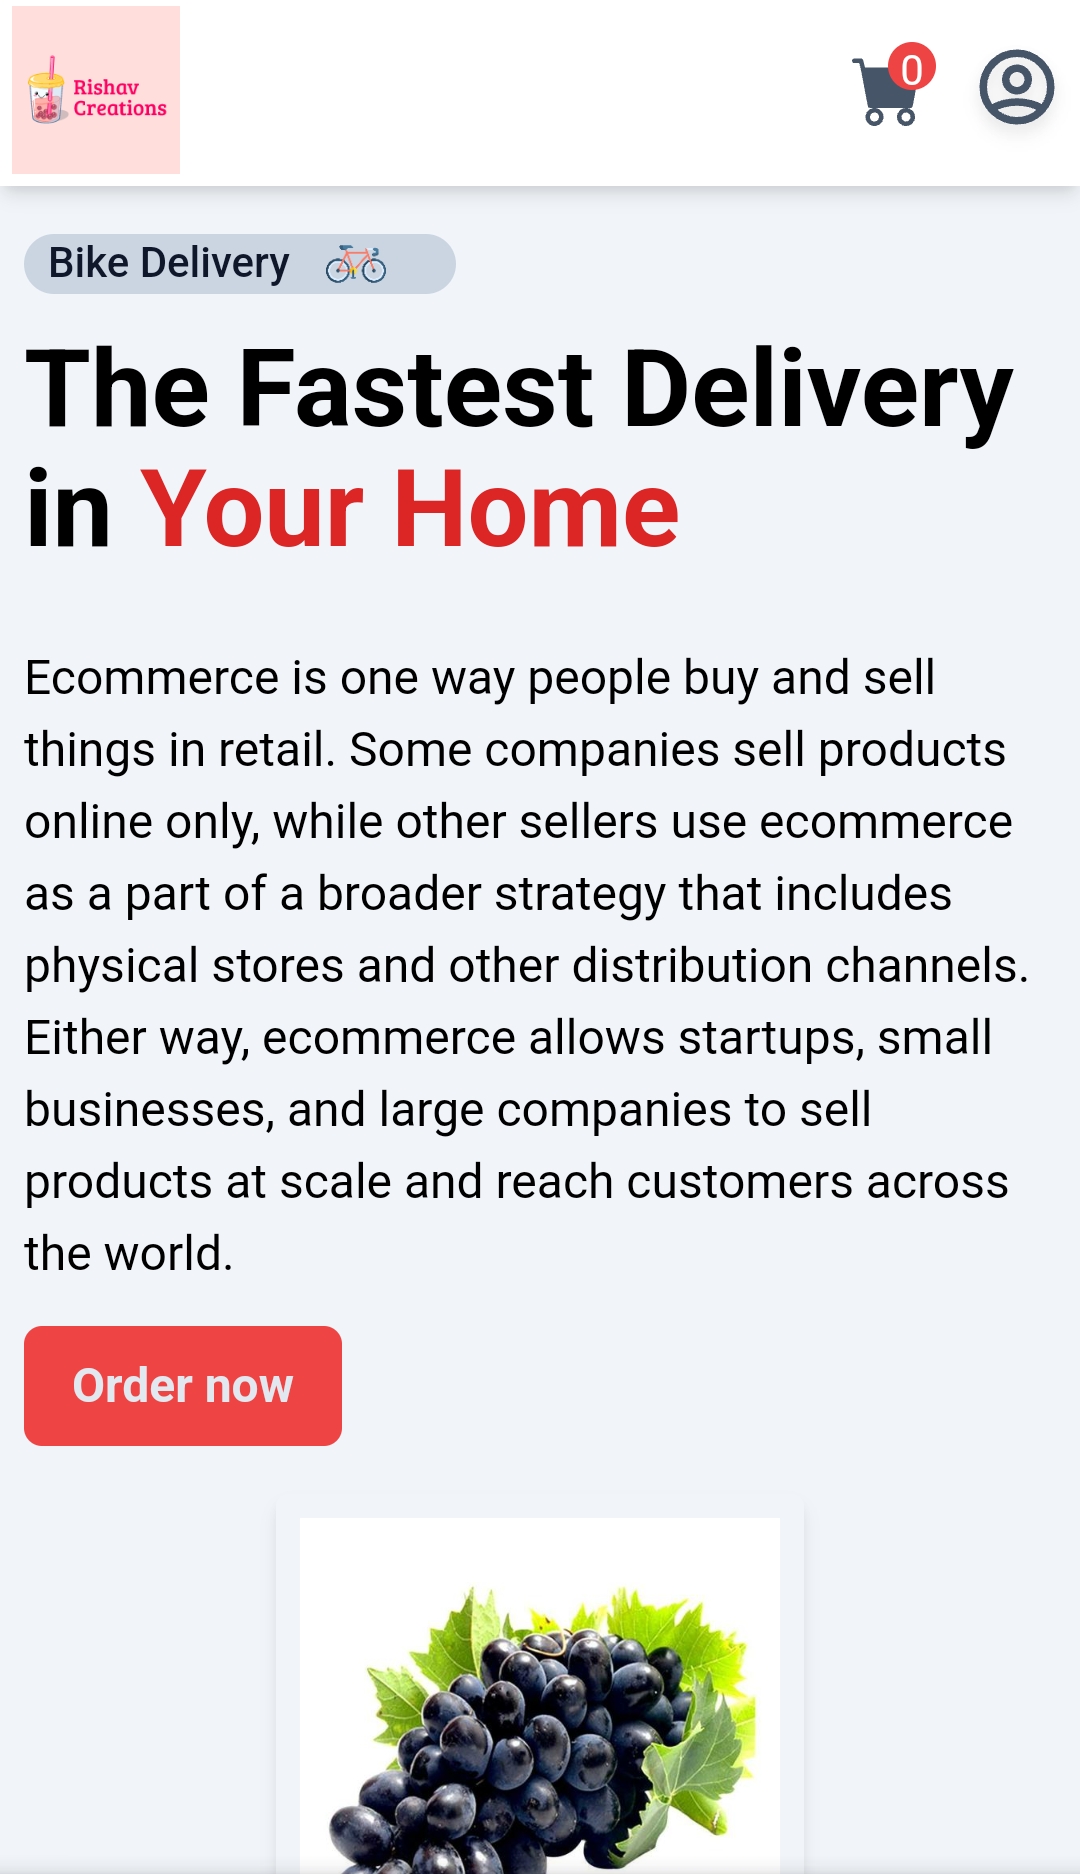 Rishav
Creations
0
Bike Delivery
The Fastest Delivery
in Your Home
Ecommerce is one way people buy and sell
things in retail. Some companies sell products
online only, while other sellers use ecommerce
as a part of a broader strategy that includes
physical stores and other distribution channels.
Either way, ecommerce allows startups, small
businesses, and large companies to sell
products at scale and reach customers across
the world.
Order now